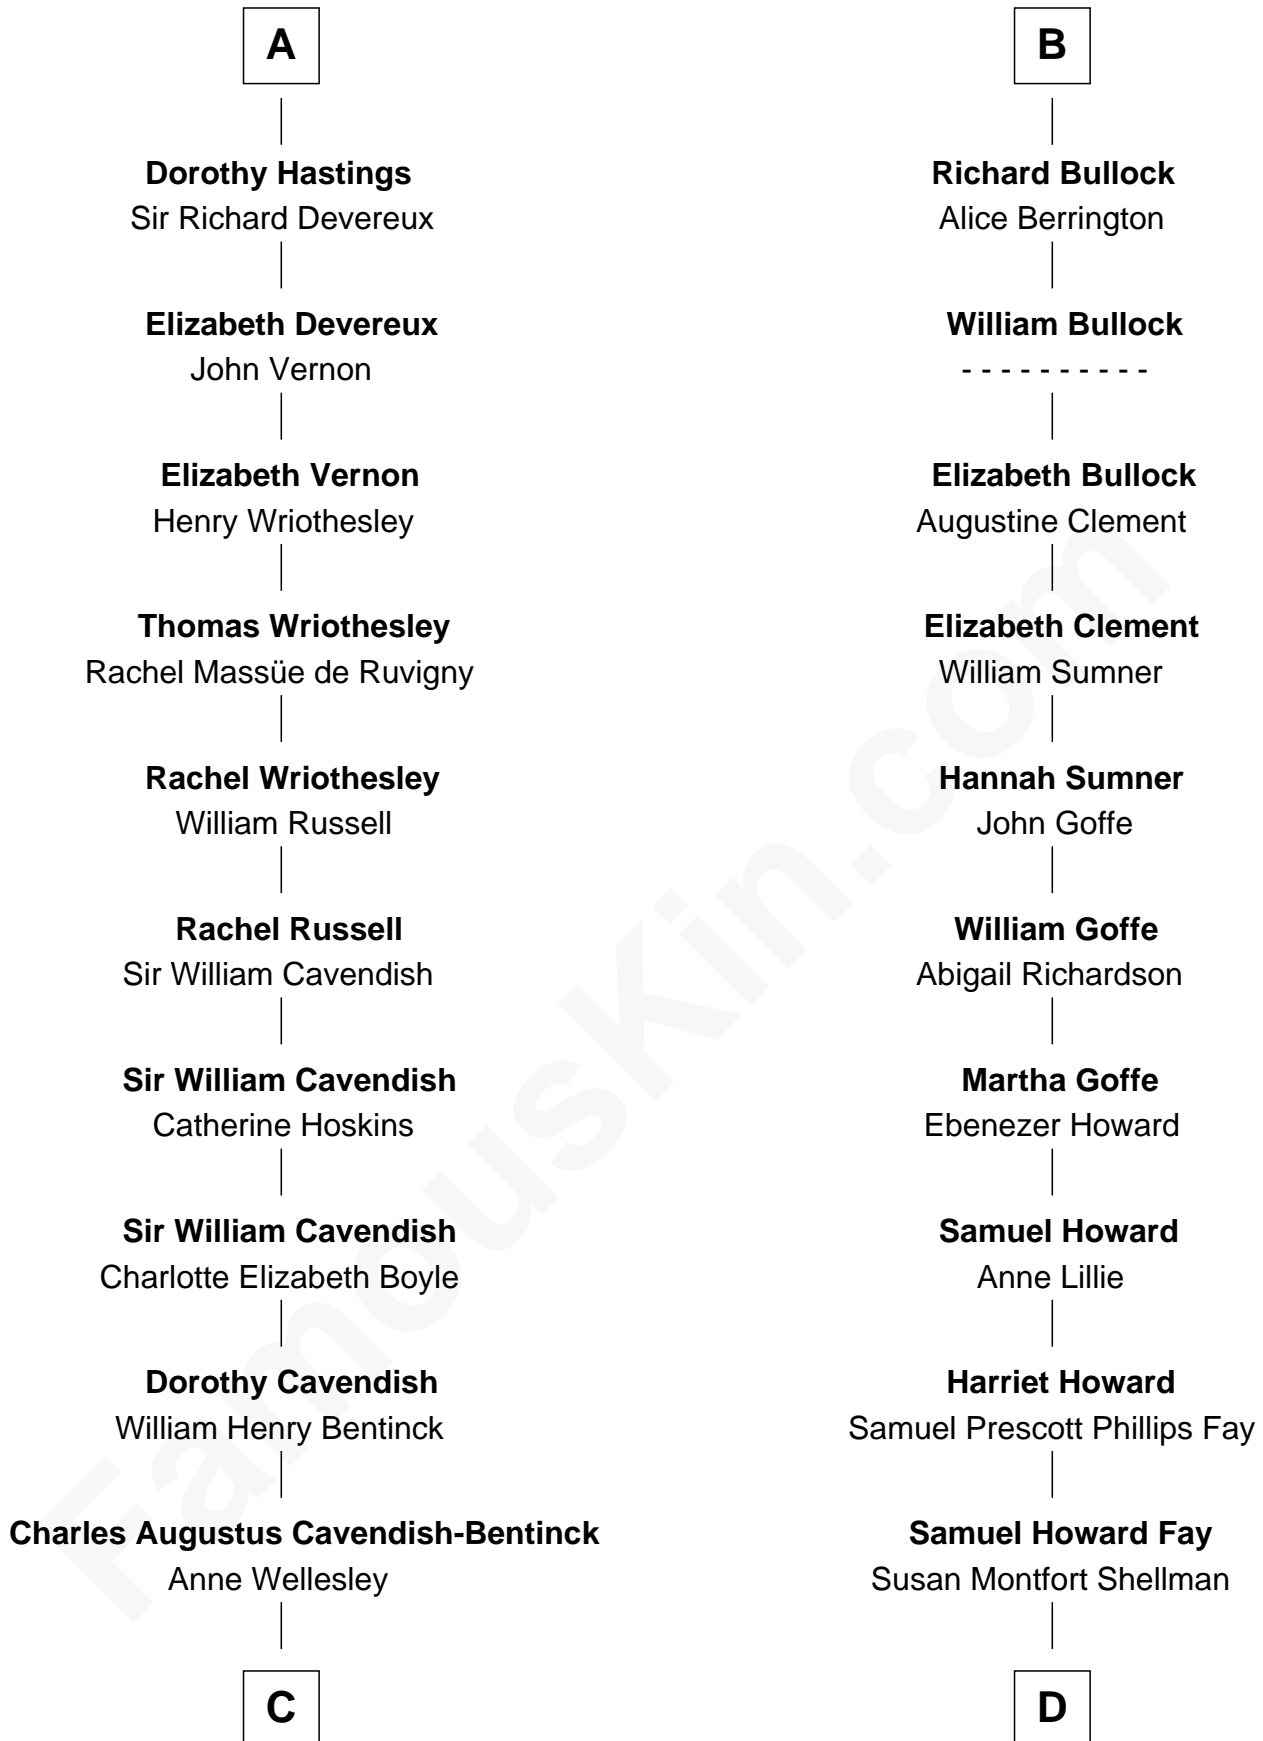 A
Dorothy Hastings
Sir Richard Devereux
Elizabeth Devereux
John Vernon
Elizabeth Vernon
Henry Wriothesley
Thomas Wriothesley
Rachel Massüe de Ruvigny
Rachel Wriothesley
William Russell
Rachel Russell
Sir William Cavendish
Sir William Cavendish
Catherine Hoskins
Sir William Cavendish
Charlotte Elizabeth Boyle
Dorothy Cavendish
William Henry Bentinck
Charles Augustus Cavendish-Bentinck
Anne Wellesley
C
B
Richard Bullock
Alice Berrington
William Bullock
- - - - - - - - - -
Elizabeth Bullock
Augustine Clement
Elizabeth Clement
William Sumner
Hannah Sumner
John Goffe
William Goffe
Abigail Richardson
Martha Goffe
Ebenezer Howard
Samuel Howard
Anne Lillie
Harriet Howard
Samuel Prescott Phillips Fay
Samuel Howard Fay
Susan Montfort Shellman
D
FamousKin.com